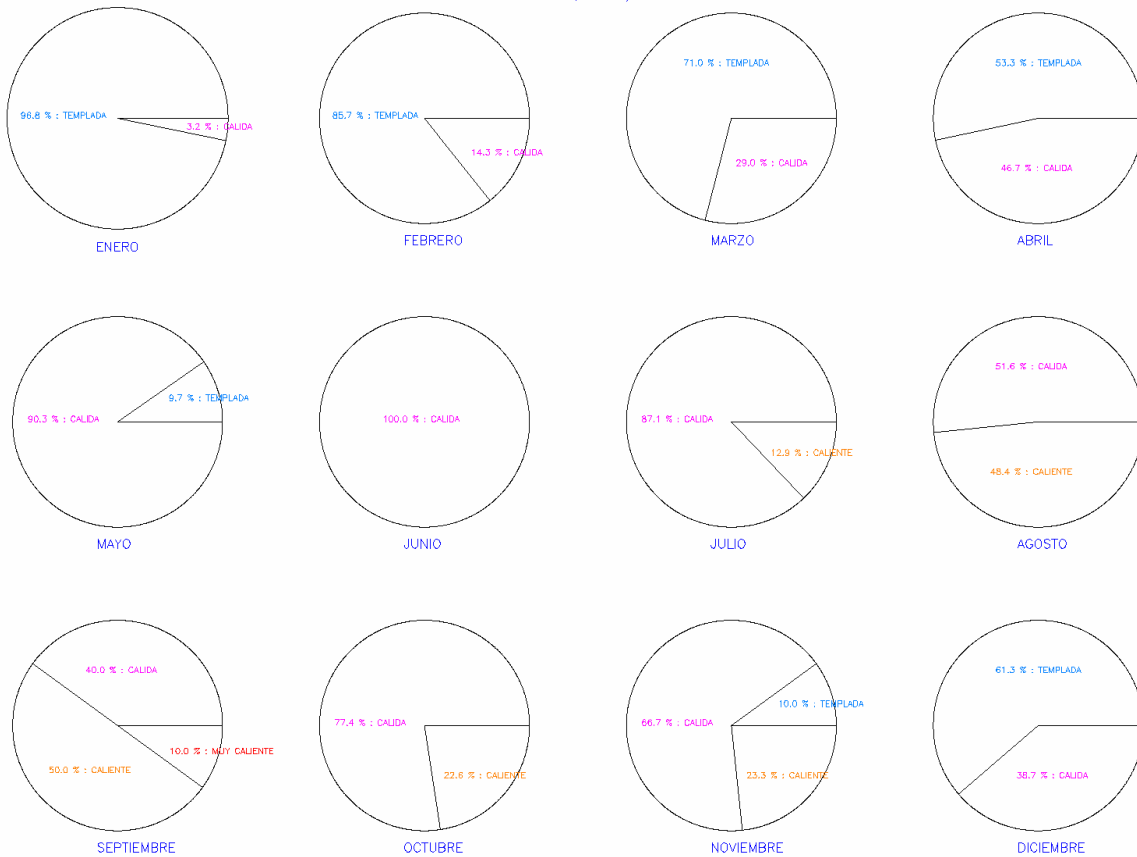 96.8 % : TEMPLADA
3.2 % : CALIDA
ENERO
85.7 % : TEMPLADA
14.3 % : CALIDA
FEBRERO
71.0 % : TEMPLADA
29.0 % : CALIDA
MARZO
53.3 % : TEMPLADA
46.7 % : CALIDA
ABRIL
9.7 % : TEMPLADA
90.3 % : CALIDA
MAYO
100.0 % : CALIDA
JUNIO
87.1 % : CALIDA
12.9 % : CALIENTE
JULIO
51.6 % : CALIDA
48.4 % : CALIENTE
AGOSTO
40.0 % : CALIDA
10.0 % : MUY CALIENTE
50.0 % : CALIENTE
SEPTIEMBRE
77.4 % : CALIDA
22.6 % : CALIENTE
OCTUBRE
10.0 % : TEMPLADA
66.7 % : CALIDA
23.3 % : CALIENTE
NOVIEMBRE
61.3 % : TEMPLADA
38.7 % : CALIDA
DICIEMBRE